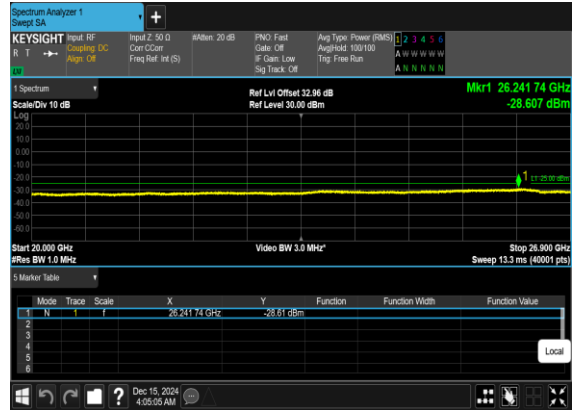 Spectrum Analyzer 1
Swept SA
+
KEYSIGHT Input: RF Input Z: 50 Ω #Atten: 20 dB PNO: Fast Avg Type: Power (RMS) 1 2 3 4 5 6
R T Coupling: DC Corr CCorr Gate: Off Avg|Hold: 100/100 A W W W W W
Align: Off Freq Ref: Int (S) IF Gain: Low Trig: Free Run
Sig Track: Off A N N N N N
1 Spectrum Ref Lvl Offset 32.96 dB Mkr1 26.241 74 GHz
Scale/Div 10 dB Ref Level 30.00 dBm -28.607 dBm
Log
20.0
10.0
0.00
-10.0
-20.0 1
-30.0
-40.0
-50.0
-60.0
Start 20.000 GHz Video BW 3.0 MHz* Stop 26.900 GHz
#Res BW 1.0 MHz Sweep 13.3 ms (40001 pts)
5 Marker Table
Mode Trace Scale X Y Function Function Width Function Value
1 N 1 f 26.241 74 GHz -28.61 dBm
2
3
4
5
6
Local
? Dec 15, 2024
4:05:05 AM